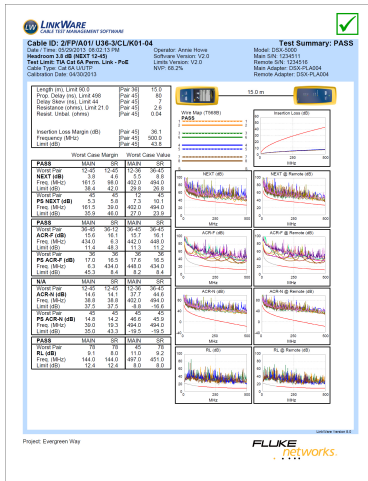 LINKWARE
CABLE TEST MANAGEMENT SOFTWARE
Cable ID: 2/FP/A01/ U36-3/CL/K01-04
Test Summary: PASS
Date / Time: 05/29/2013 06:02:13 PM
Operator: Annie Howe
Model: DSX-5000
Headroom 3.8 dB (NEXT 12-45)
Software Version: V2.0
Main S/N: 1234511
Test Limit: TIA Cat 6A Perm. Link - PoE
Limits Version: V2.0
Remote S/N: 1234516
Cable Type: Cat 6A U/UTP
NVP: 68.2%
Main Adapter: DSX-PLA004
Calibration Date: 04/30/2013
Remote Adapter: DSX-PLA004
Length (m), Limit 90.0 [Pair 36] 15.0
Prop. Delay (ns), Limit 498 [Pair 45] 80
Delay Skew (ns), Limit 44 [Pair 45] 7
Resistance (ohms), Limit 21.0 [Pair 45] 2.6
Resist. Unbal. (ohms) [Pair 45] 0.04
Insertion Loss Margin (dB) [Pair 45] 36.1
Frequency (MHz) [Pair 45] 500.0
Limit (dB) [Pair 45] 43.8
15.0 m
Wire Map (T568B)
PASS
Insertion Loss (dB)
Worst Case Margin Worst Case Value
PASS MAIN SR MAIN SR
Worst Pair 12-45 12-45 12-36 36-45
NEXT (dB) 3.8 4.6 5.5 8.8
Freq. (MHz) 161.5 98.0 402.0 494.0
Limit (dB) 38.4 42.0 29.8 26.8
Worst Pair 45 45 12 45
PS NEXT (dB) 5.3 5.8 7.3 10.1
Freq. (MHz) 161.5 39.0 402.0 494.0
Limit (dB) 35.9 46.0 27.0 23.9
PASS MAIN SR MAIN SR
Worst Pair 36-45 36-12 36-45 36-45
ACR-F (dB) 15.6 16.1 15.7 16.1
Freq. (MHz) 434.0 6.3 442.0 448.0
Limit (dB) 11.4 48.3 11.3 11.2
Worst Pair 36 36 36 36
PS ACR-F (dB) 17.0 16.5 17.6 16.5
Freq. (MHz) 6.3 434.0 448.0 434.0
Limit (dB) 45.3 8.4 8.2 8.4
N/A MAIN SR MAIN SR
Worst Pair 12-45 12-45 12-36 36-45
ACR-N (dB) 14.6 14.1 37.7 44.6
Freq. (MHz) 38.8 38.8 402.0 494.0
Limit (dB) 37.5 37.5 -8.8 -16.6
Worst Pair 45 45 45 45
PS ACR-N (dB) 14.8 14.2 46.6 45.9
Freq. (MHz) 39.0 19.3 494.0 494.0
Limit (dB) 35.0 43.3 -19.5 -19.5
PASS MAIN SR MAIN SR
Worst Pair 78 78 45 78
RL (dB) 9.1 8.0 11.0 9.2
Freq. (MHz) 144.0 144.0 497.0 451.0
Limit (dB) 12.4 12.4 8.0 8.0
NEXT (dB)
NEXT @ Remote (dB)
ACR-F (dB)
ACR-F @ Remote (dB)
ACR-N (dB)
ACR-N @ Remote (dB)
RL (dB)
RL @ Remote (dB)
Project: Evergreen Way
FLUKE
networks.